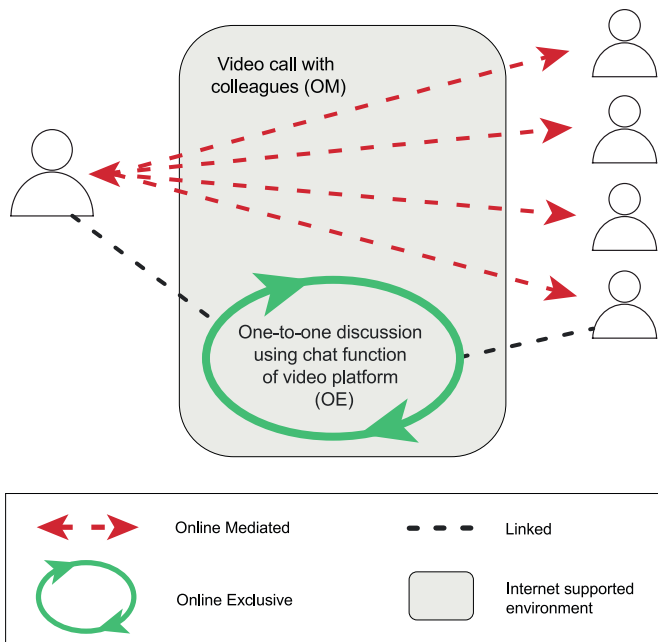 Video call with
colleagues (OM)
One-to-one discussion
using chat function
of video platform
(OE)
Online Mediated
Linked
Online Exclusive
Internet supported
environment